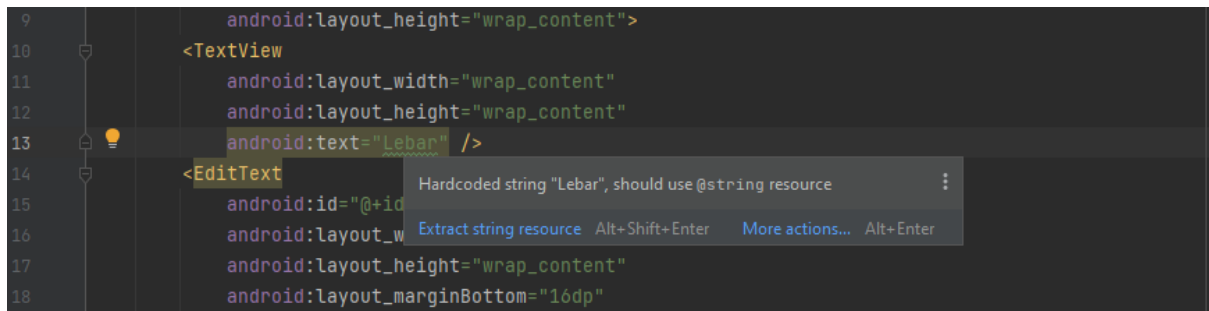 9 android:layout_height="wrap_content">
10 <TextView
11 android:layout_width="wrap_content"
12 android:layout_height="wrap_content"
13 android:text="Lebar" />
14 <EditText
Hardcoded string "Lebar", should use @string resource
15 android:id="@+id
16 android:layout_w
Extract string resource Alt+Shift+Enter More actions... Alt+Enter
17 android:layout_height="wrap_content"
18 android:layout_marginBottom="16dp"